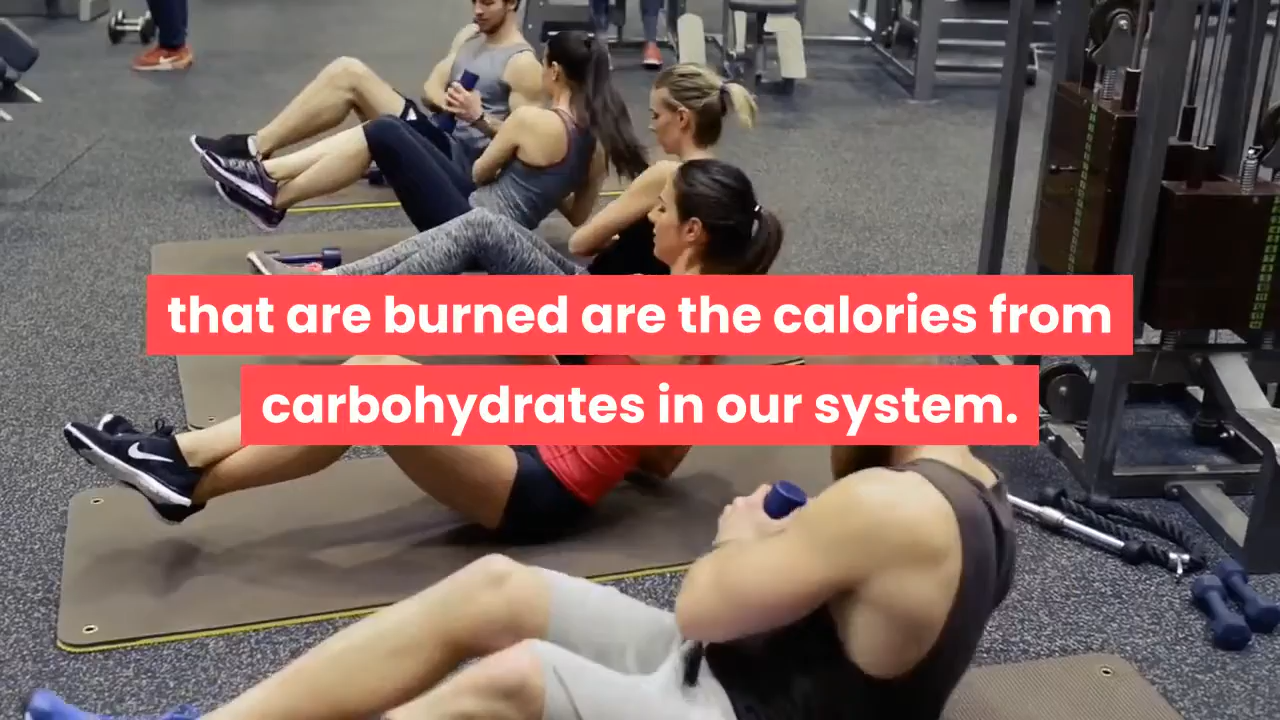 that are burned are the calories from
carbohydrates in our system.